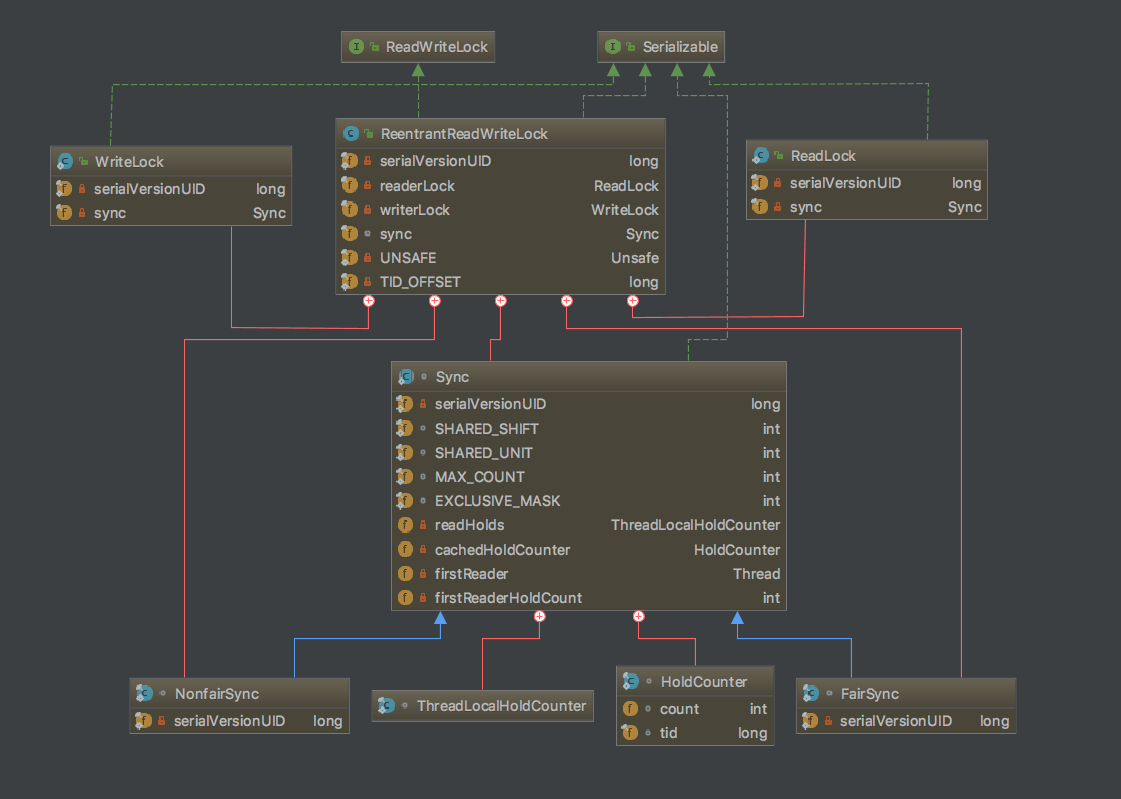 ReadWriteLock
Serializable
ReentrantReadWriteLock
serialVersionUID long
readerLock ReadLock
writerLock WriteLock
sync Sync
UNSAFE Unsafe
TID_OFFSET long
WriteLock
serialVersionUID long
sync Sync
ReadLock
serialVersionUID long
sync Sync
Sync
serialVersionUID long
SHARED_SHIFT int
SHARED_UNIT int
MAX_COUNT int
EXCLUSIVE_MASK int
readHolds ThreadLocalHoldCounter
cachedHoldCounter HoldCounter
firstReader Thread
firstReaderHoldCount int
NonfairSync
serialVersionUID long
ThreadLocalHoldCounter
HoldCounter
count int
tid long
FairSync
serialVersionUID long